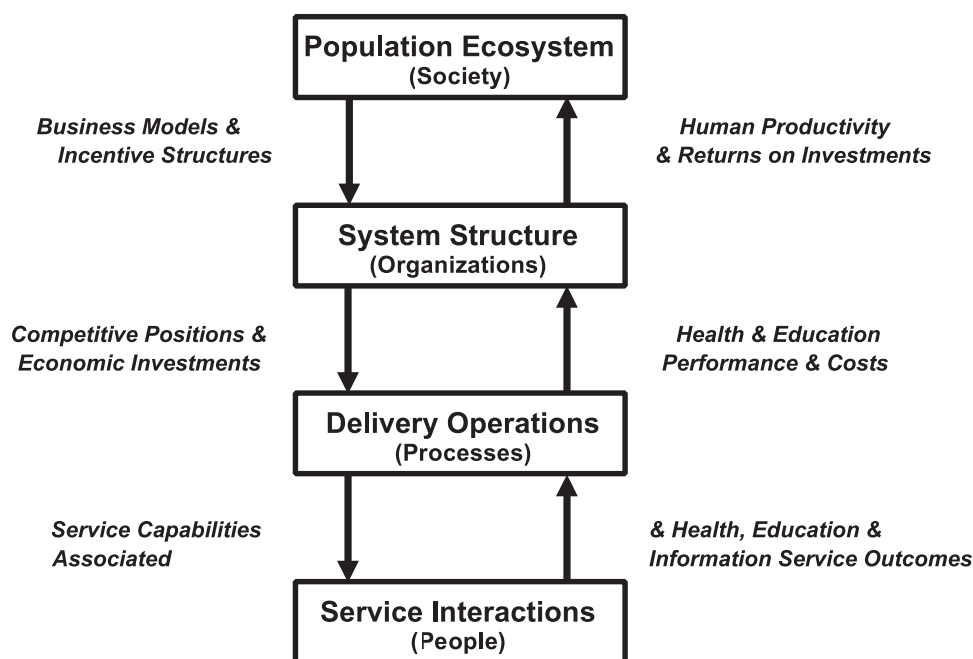 Population Ecosystem
(Society)
Business Models &
Incentive Structures
Human Productivity
& Returns on Investments
System Structure
(Organizations)
Competitive Positions &
Economic Investments
Health & Education
Performance & Costs
Delivery Operations
(Processes)
Service Capabilities
Associated
& Health, Education &
Information Service Outcomes
Service Interactions
(People)